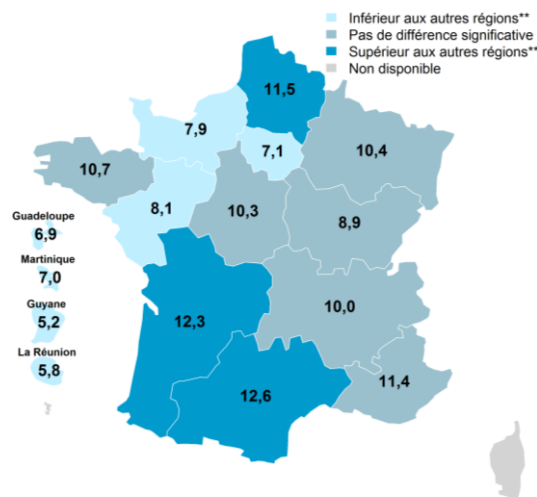 Inférieur aux autres régions**
Pas de différence significative
Supérieur aux autres régions**
Non disponible
11,5
7,9
7,1
10,4
10,7
8,1
10,3
8,9
Guadeloupe
6,9
Martinique
7,0
Guyane
5,2
La Réunion
5,8
10,0
12,3
11,4
12,6